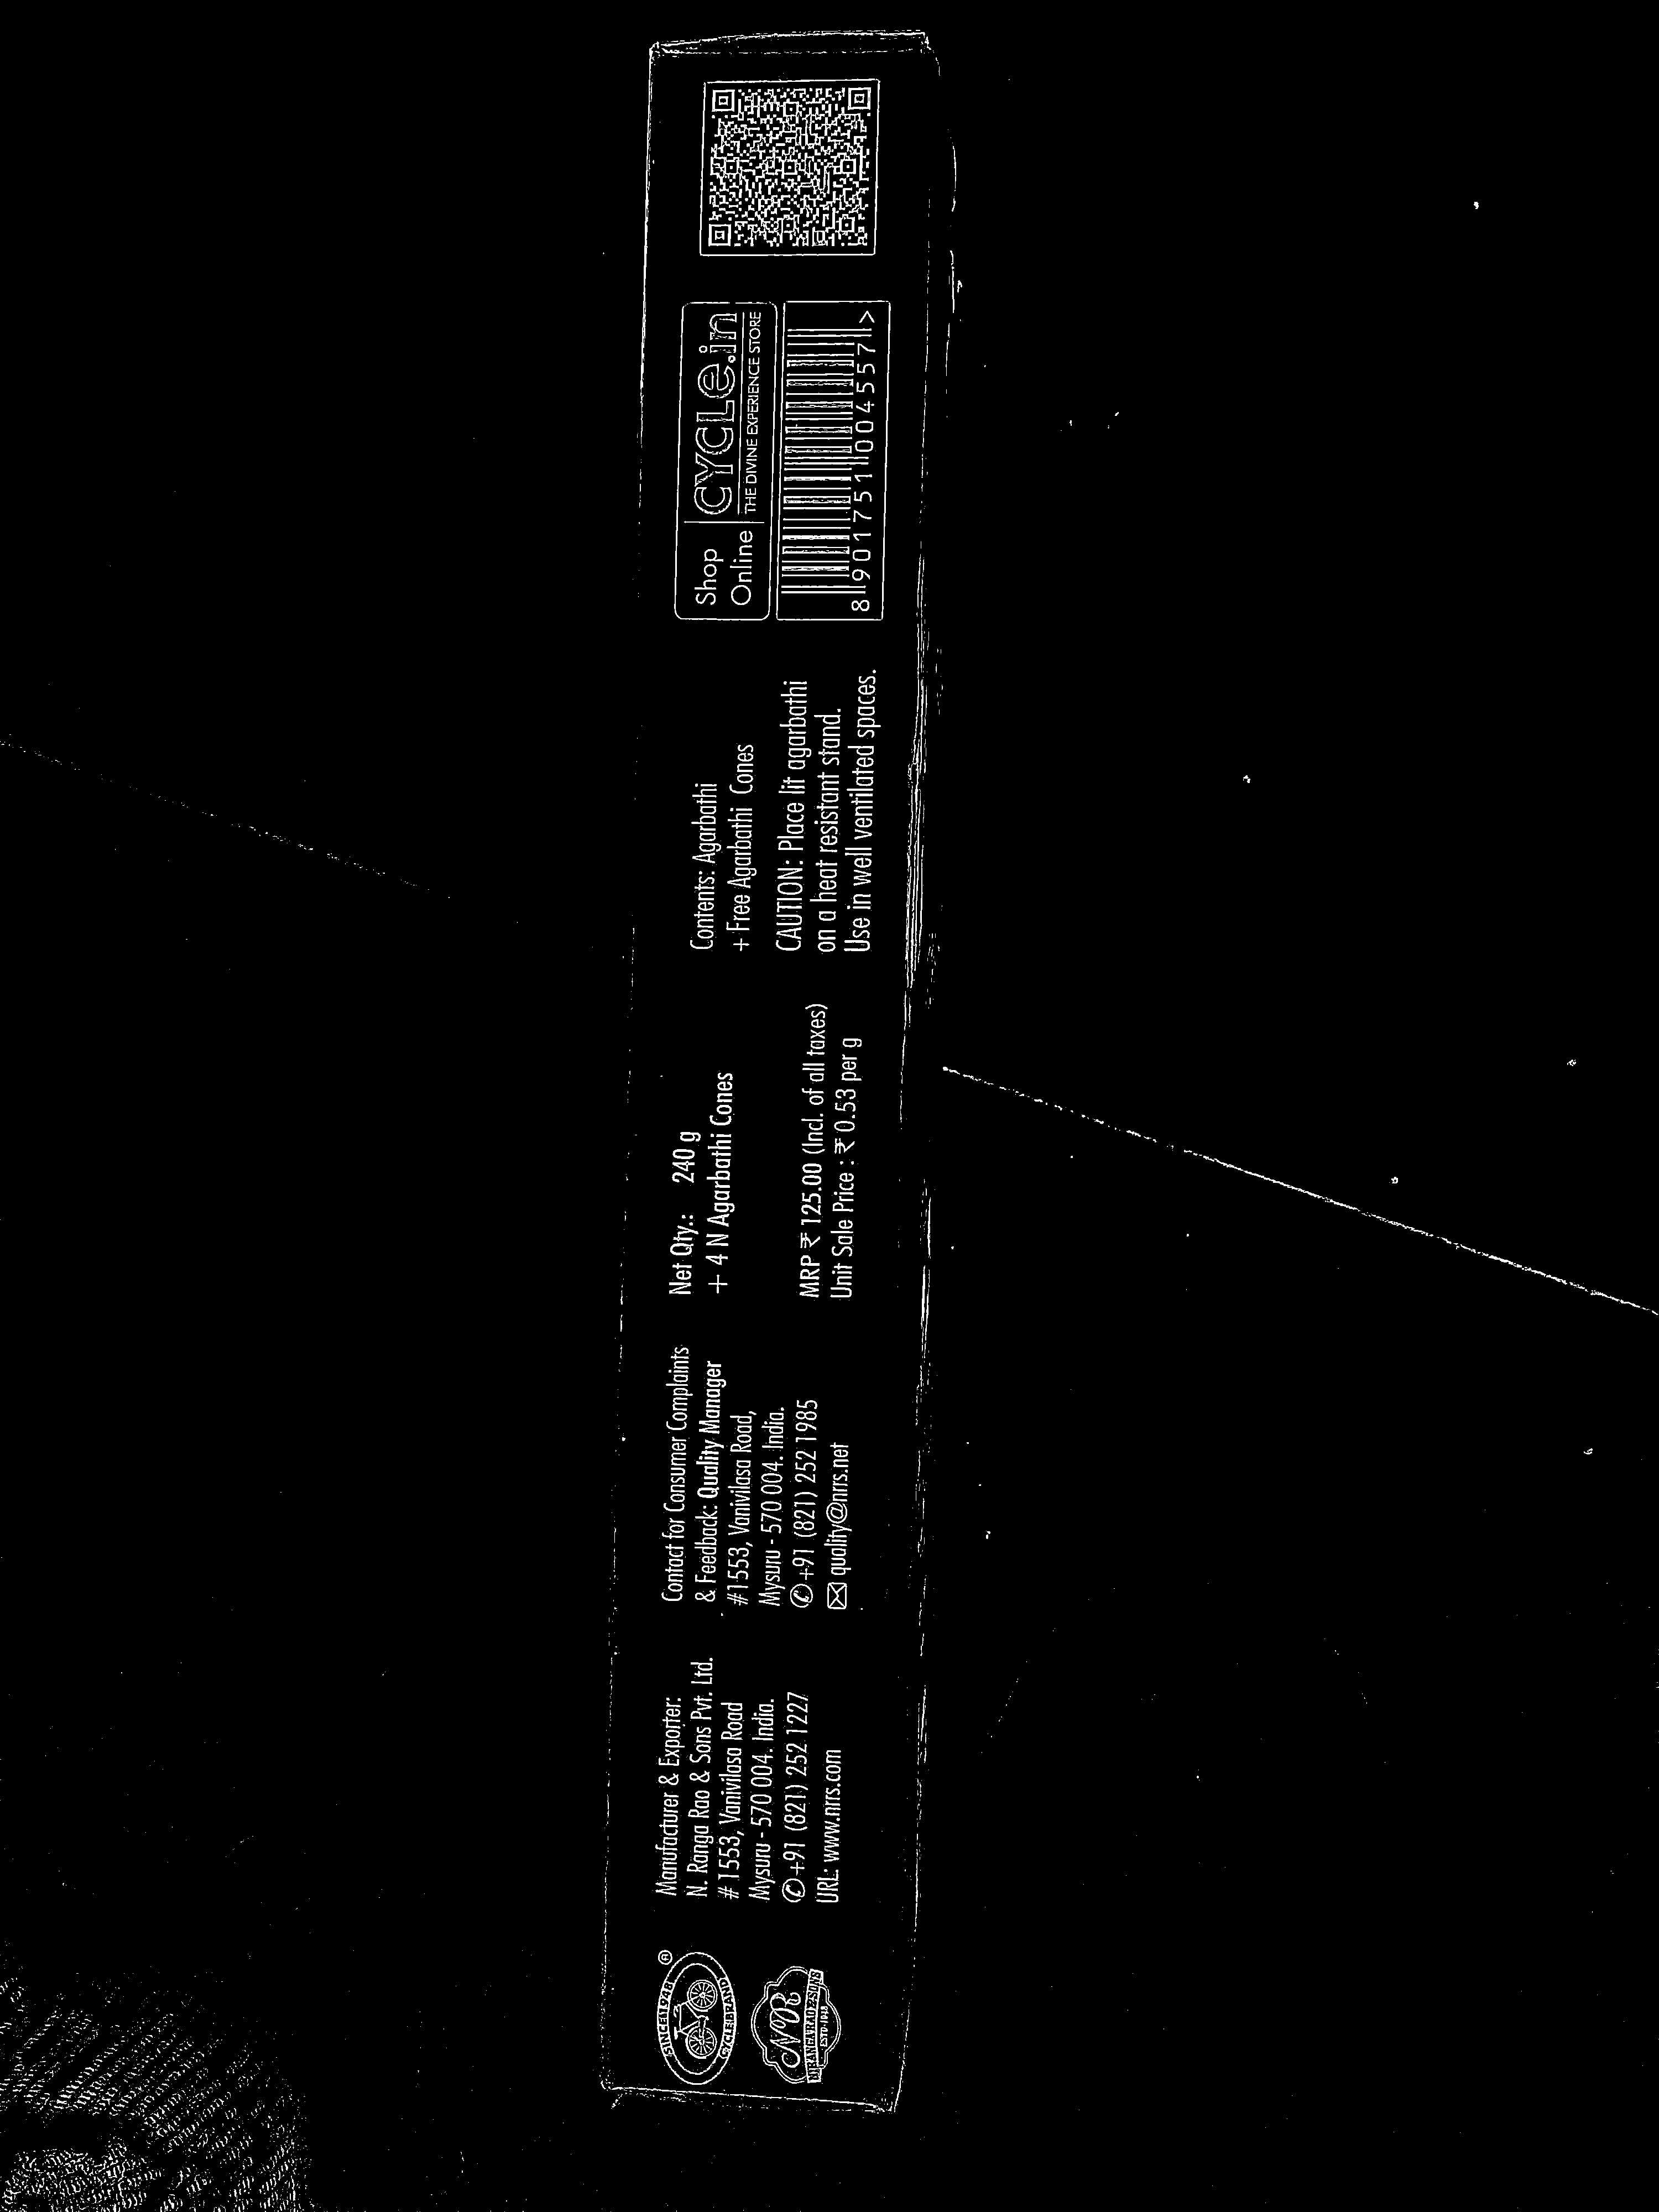 SINCE 1948
CYCLE BRAND
®
NR
N. RANGA RAO & SONS
ESTD-1948
Manufacturer & Exporter:
N. Ranga Rao & Sons Pvt. Ltd.
# 1553, Vanivilasa Road
Mysuru - 570 004. India.
✆ +91 (821) 252 1227
URL: www.nrrs.com
Contact for Consumer Complaints
& Feedback: Quality Manager
#1553, Vanivilasa Road,
Mysuru - 570 004. India.
✆ +91 (821) 252 1985
✉ quality@nrrs.net
Net Qty.: 240 g
+ 4 N Agarbathi Cones
MRP ₹ 125.00 (Incl. of all taxes)
Unit Sale Price : ₹ 0.53 per g
Contents: Agarbathi
+ Free Agarbathi Cones
CAUTION: Place lit agarbathi
on a heat resistant stand.
Use in well ventilated spaces.
Shop
Online
CYCLE.in
THE DIVINE EXPERIENCE STORE
8 901751 004557 >